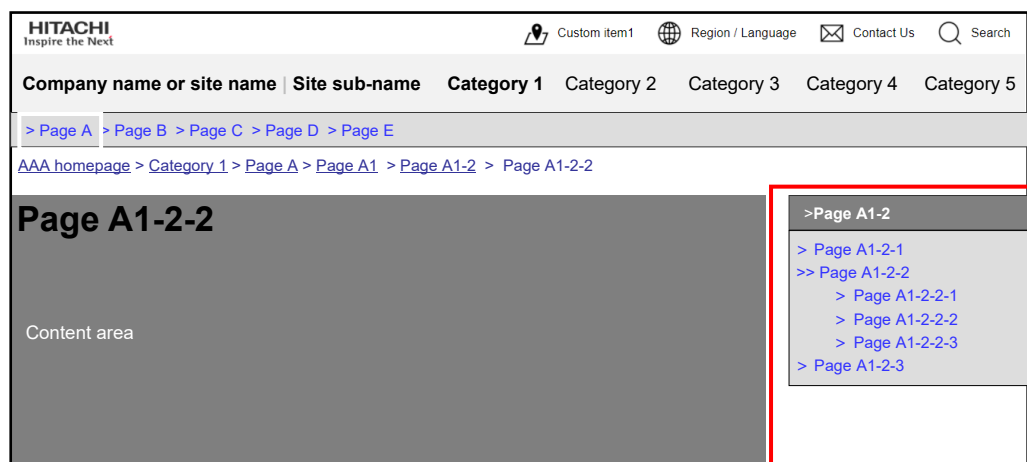 HITACHI
Inspire the Next
Custom item1 Region / Language Contact Us Search
Company name or site name | Site sub-name Category 1 Category 2 Category 3 Category 4 Category 5
> Page A > Page B > Page C > Page D > Page E
AAA homepage > Category 1 > Page A > Page A1 > Page A1-2 > Page A1-2-2
Page A1-2-2
Content area
>Page A1-2
> Page A1-2-1
>> Page A1-2-2
> Page A1-2-2-1
> Page A1-2-2-2
> Page A1-2-2-3
> Page A1-2-3